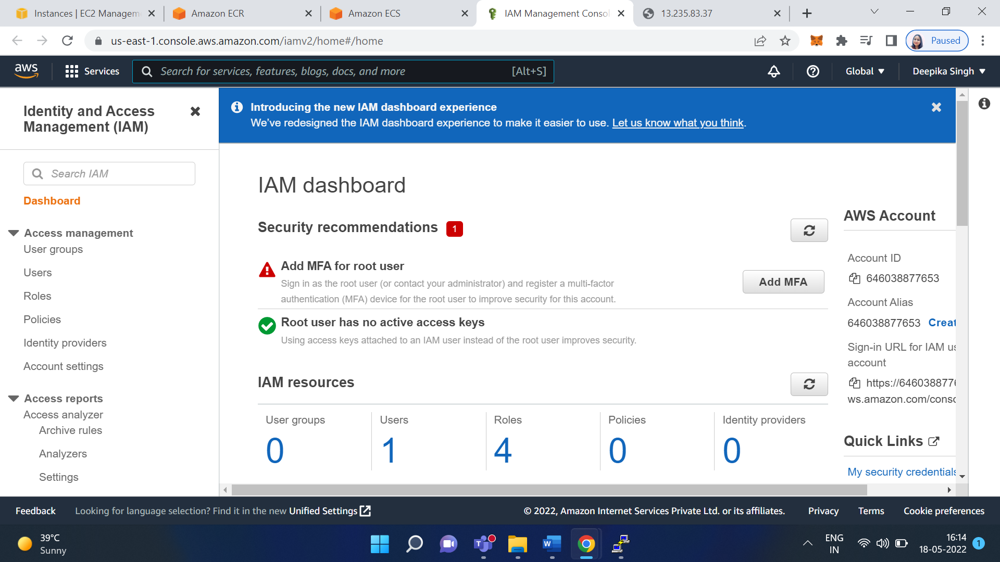 Instances | EC2 Managem
Amazon ECR
Amazon ECS
IAM Management Consol
13.235.83.37
us-east-1.console.aws.amazon.com/iamv2/home#/home
Paused
aws
Services
Search for services, features, blogs, docs, and more
[Alt+S]
Global
Deepika Singh
Identity and Access
Management (IAM)
Search IAM
Dashboard
Access management
User groups
Users
Roles
Policies
Identity providers
Account settings
Access reports
Access analyzer
Archive rules
Analyzers
Settings
Introducing the new IAM dashboard experience
We've redesigned the IAM dashboard experience to make it easier to use. Let us know what you think.
IAM dashboard
Security recommendations 1
Add MFA for root user
Sign in as the root user (or contact your administrator) and register a multi-factor
authentication (MFA) device for the root user to improve security for this account.
Add MFA
Root user has no active access keys
Using access keys attached to an IAM user instead of the root user improves security.
IAM resources
User groups
0
Users
1
Roles
4
Policies
0
Identity providers
0
AWS Account
Account ID
646038877653
Account Alias
646038877653 Creat
Sign-in URL for IAM us
account
https://6460388776
ws.amazon.com/conso
Quick Links
My security credentials
Feedback
Looking for language selection? Find it in the new Unified Settings
© 2022, Amazon Internet Services Private Ltd. or its affiliates.
Privacy
Terms
Cookie preferences
39°C
Sunny
ENG
IN
16:14
18-05-2022
1